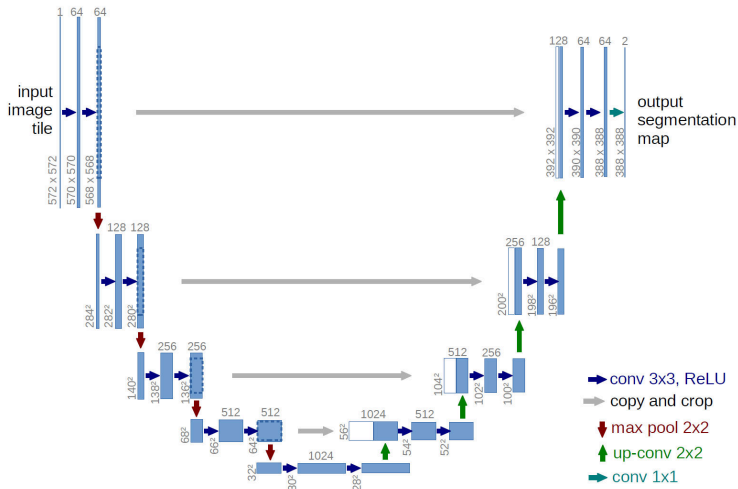 1 64 64
128 64 64 2
input
image
tile
output
segmentation
map
572 x 572
570 x 570
568 x 568
392 x 392
390 x 390
388 x 388
388 x 388
128 128
256 128
284²
282²
280²
200²
198²
196²
256 256
512 256
140²
138²
136²
104²
102²
100²
512 512
1024 512
68²
66²
64²
56²
54²
52²
1024
32²
30²
28²
conv 3x3, ReLU
copy and crop
max pool 2x2
up-conv 2x2
conv 1x1